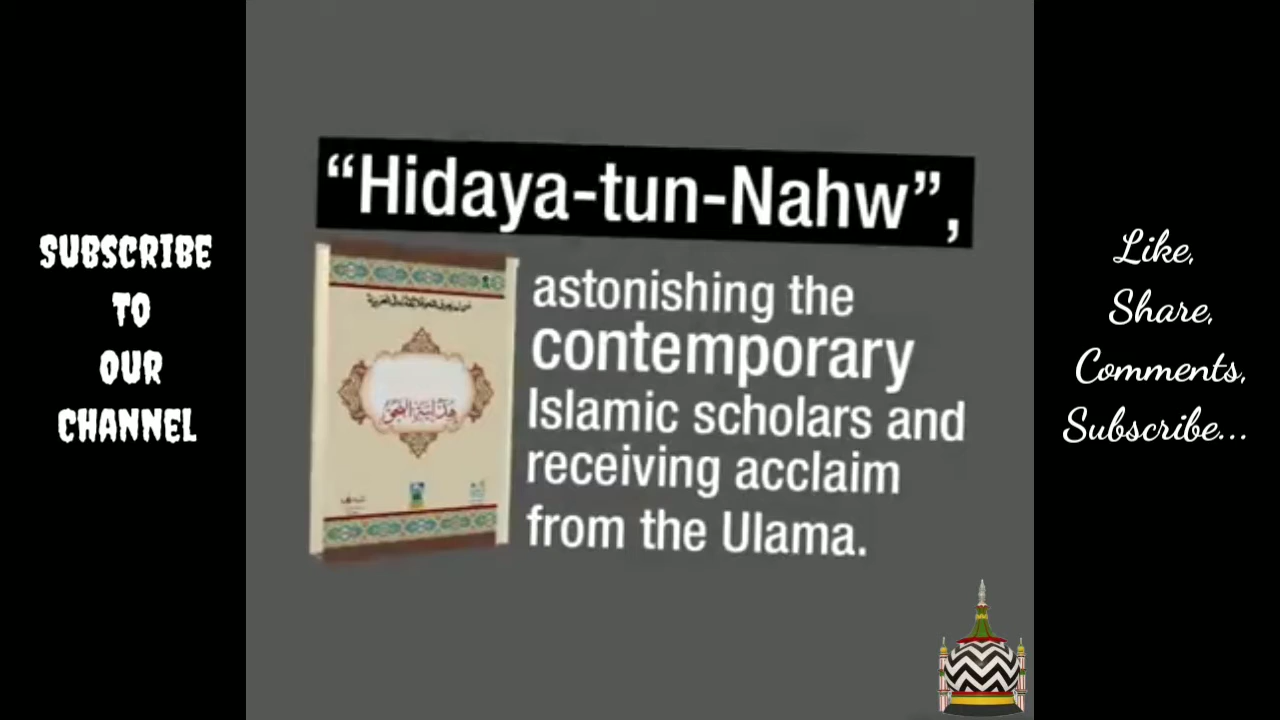 SUBSCRIBE
TO
OUR
CHANNEL
“Hidaya-tun-Nahw”,
هداية النحو
astonishing the
contemporary
Islamic scholars and
receiving acclaim
from the Ulama.
Like,
Share,
Comments,
Subscribe...